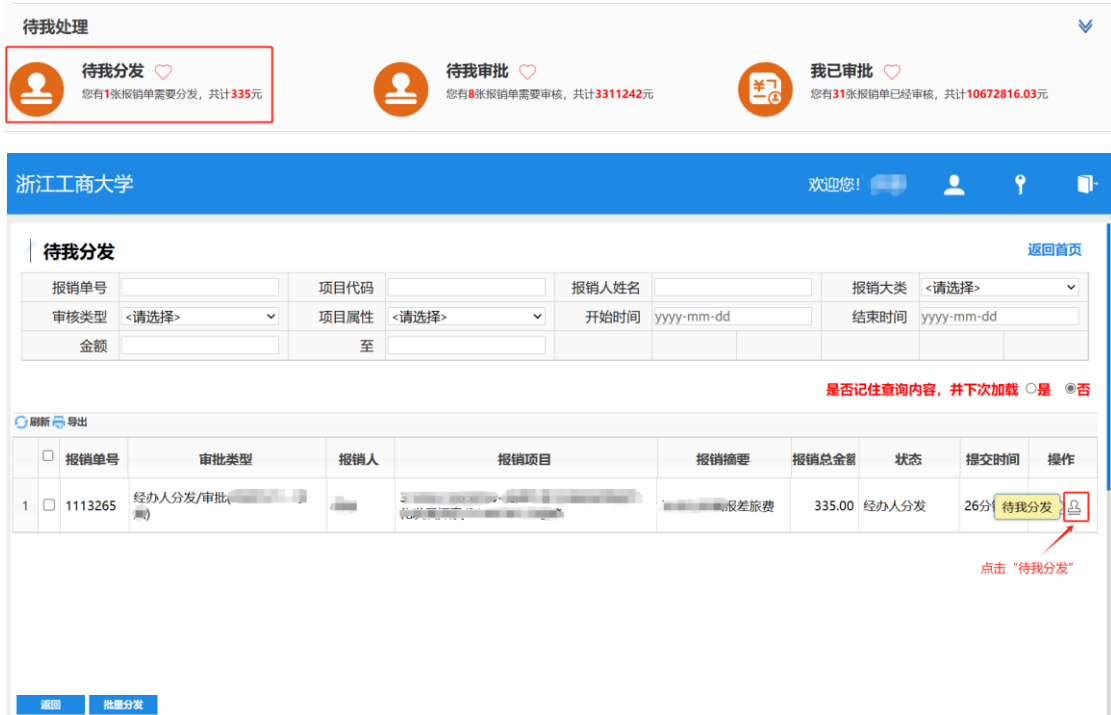 待我处理
待我分发
您有1张报销单需要分发，共计335元
待我审批
您有8张报销单需要审核，共计3311242元
我已审批
您有31张报销单已经审核，共计10672816.03元
浙江工商大学
欢迎您!
待我分发
返回首页
报销单号 项目代码 报销人姓名 报销大类 <请选择>
审核类型 <请选择> 项目属性 <请选择> 开始时间 yyyy-mm-dd 结束时间 yyyy-mm-dd
金额 至
是否记住查询内容，并下次加载 是 否
刷新 导出
报销单号 审批类型 报销人 报销项目 报销摘要 报销总金额 状态 提交时间 操作
1 1113265 经办人分发/审批( 报差旅费 335.00 经办人分发 26分 待我分发
点击“待我分发”
返回 批量分发